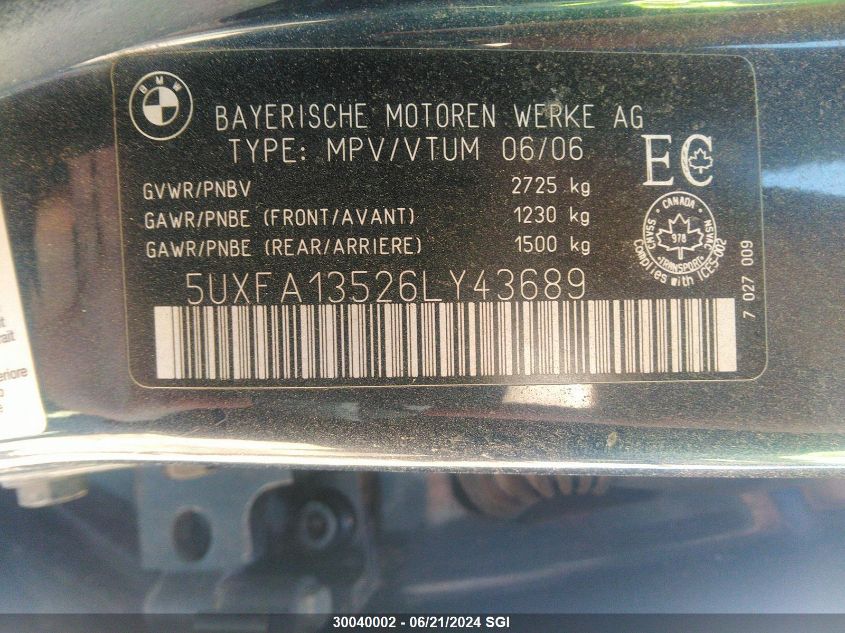 BMW
BAYERISCHE MOTOREN WERKE AG
TYPE: MPV/VTUM 06/06
EC
GVWR/PNBV 2725 kg
GAWR/PNBE (FRONT/AVANT) 1230 kg
GAWR/PNBE (REAR/ARRIERE) 1500 kg
CANADA
978
TRANSPORT
Complies with ICES-002
7 027 009
5UXFA13526LY43689
rait
eriore
30040002 - 06/21/2024 SGI